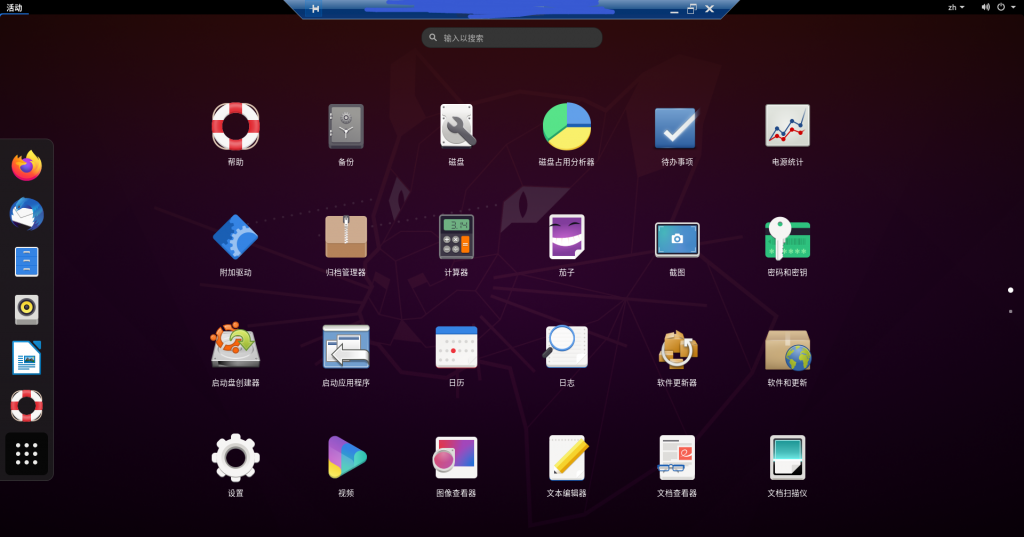 活动
zh
输入以搜索
帮助
备份
磁盘
磁盘占用分析器
待办事项
电源统计
附加驱动
归档管理器
3.14
计算器
茄子
截图
密码和密钥
启动盘创建器
启动应用程序
日历
日志
软件更新器
软件和更新
设置
视频
图像查看器
文本编辑器
文档查看器
文档扫描仪